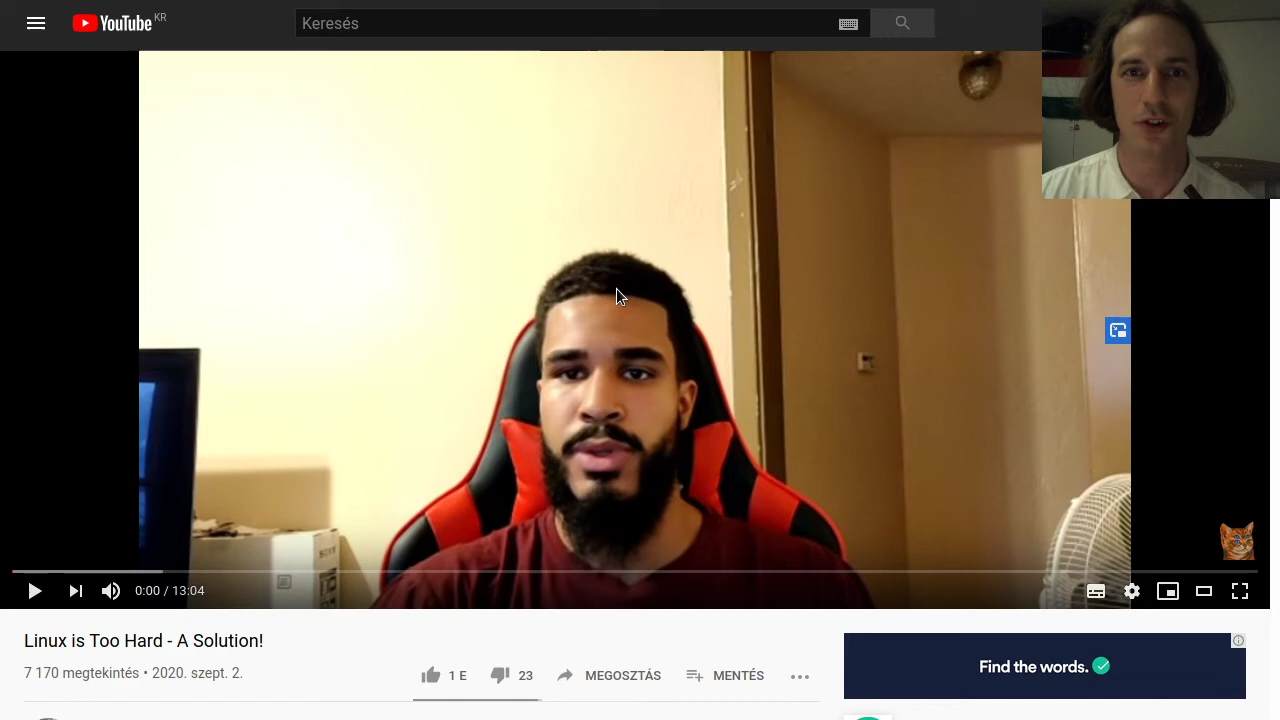 YouTube KR
Keresés
SONY
0:00 / 13:04
Linux is Too Hard - A Solution!
7 170 megtekintés • 2020. szept. 2.
1 E
23
MEGOSZTÁS
MENTÉS
Find the words.